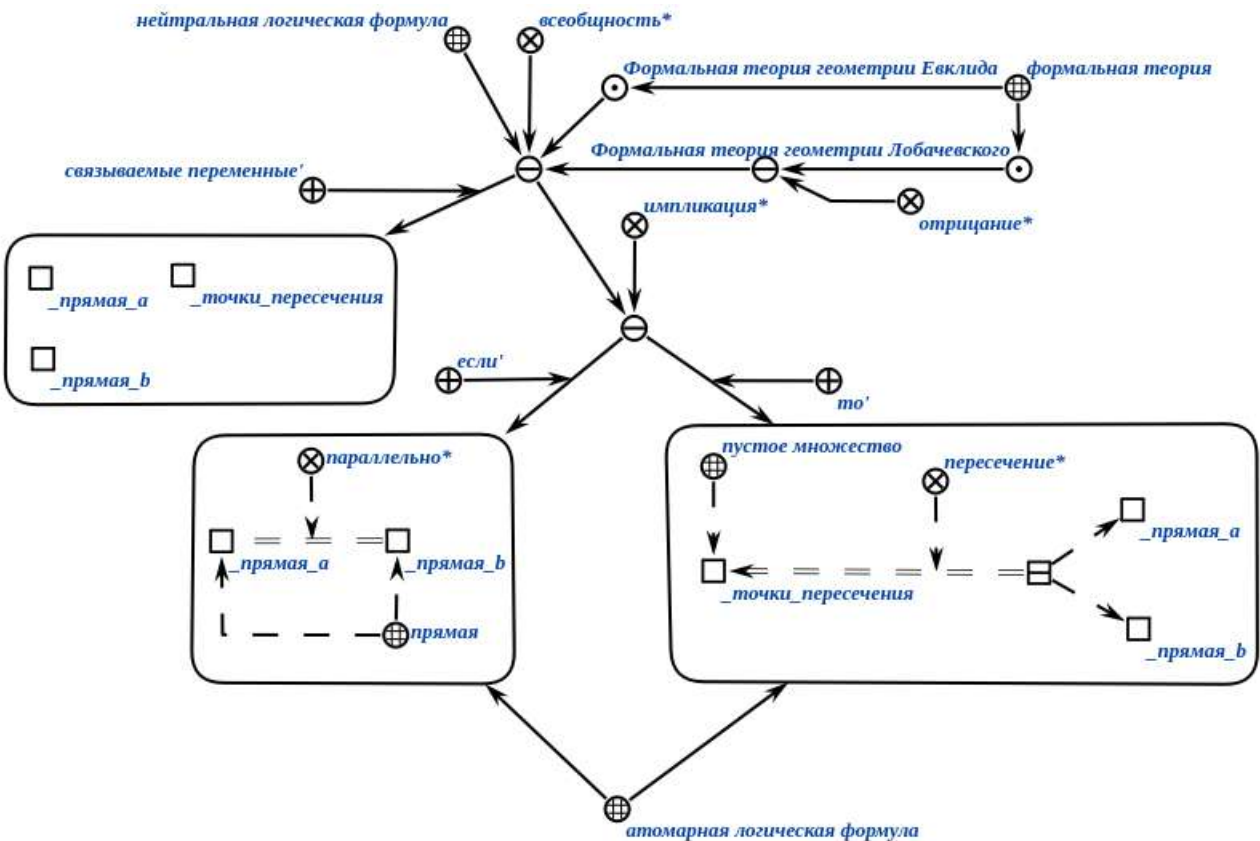 нейтральная логическая формула
всеобщность*
Формальная теория геометрии Евклида
формальная теория
Формальная теория геометрии Лобачевского
связываемые переменные'
импликация*
отрицание*
_прямая_a
_точки_пересечения
_прямая_b
если'
то'
параллельно*
_прямая_a
_прямая_b
прямая
пустое множество
пересечение*
_прямая_a
_точки_пересечения
_прямая_b
атомарная логическая формула